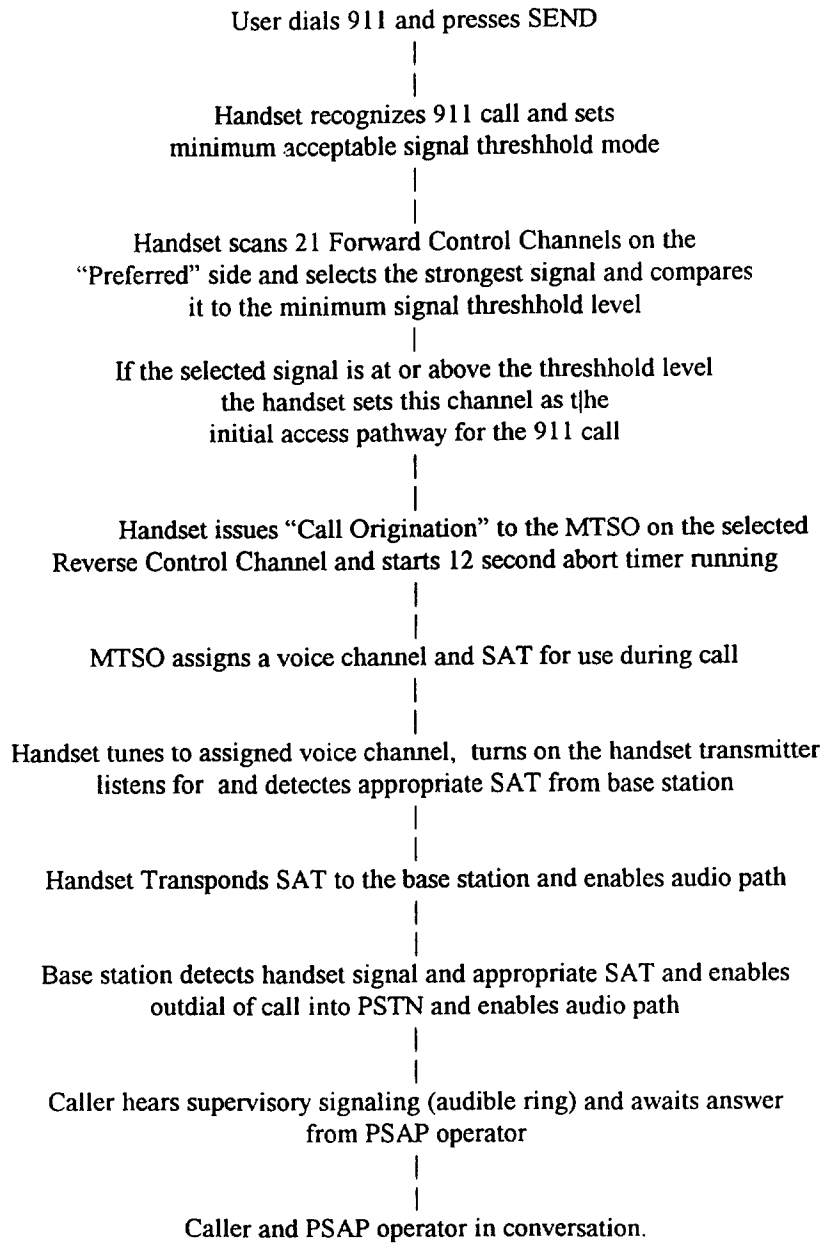 User dials 911 and presses SEND
Handset recognizes 911 call and sets
minimum acceptable signal threshhold mode
Handset scans 21 Forward Control Channels on the
“Preferred” side and selects the strongest signal and compares
it to the minimum signal threshhold level
If the selected signal is at or above the threshhold level
the handset sets this channel as t|he
initial access pathway for the 911 call
Handset issues “Call Origination” to the MTSO on the selected
Reverse Control Channel and starts 12 second abort timer running
MTSO assigns a voice channel and SAT for use during call
Handset tunes to assigned voice channel, turns on the handset transmitter
listens for and detectes appropriate SAT from base station
Handset Transponds SAT to the base station and enables audio path
Base station detects handset signal and appropriate SAT and enables
outdial of call into PSTN and enables audio path
Caller hears supervisory signaling (audible ring) and awaits answer
from PSAP operator
Caller and PSAP operator in conversation.